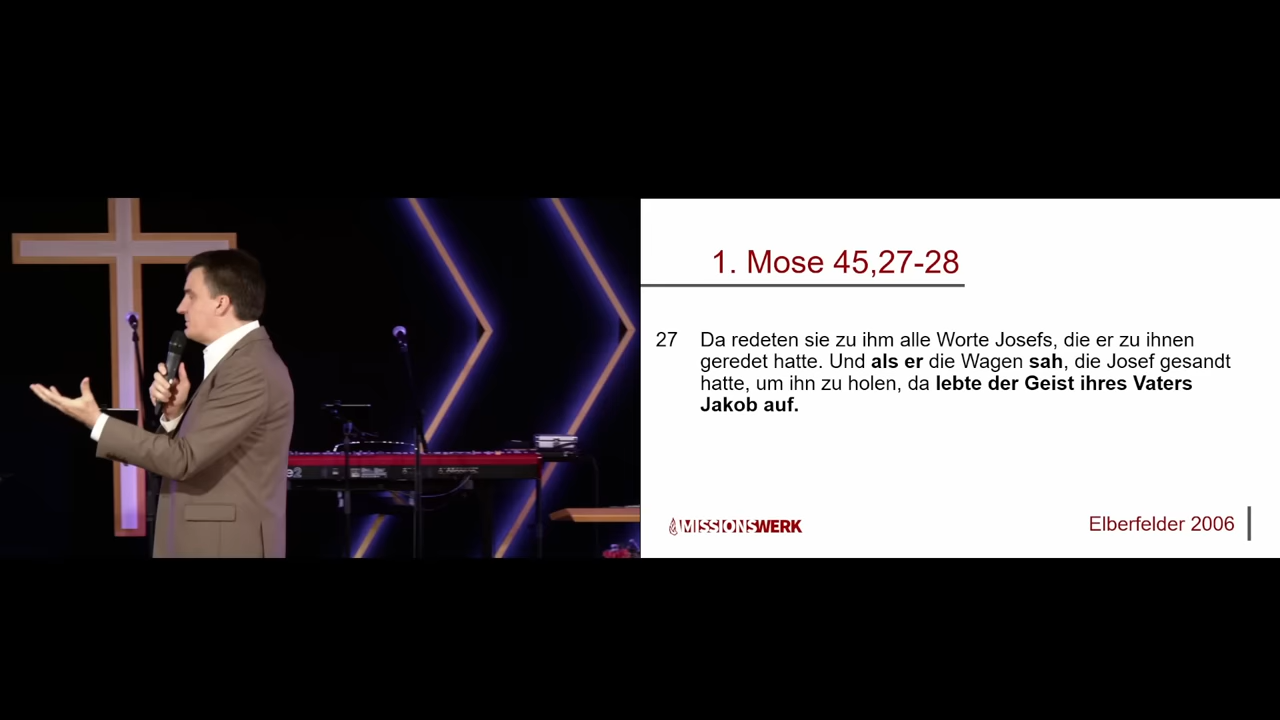 1. Mose 45,27-28
27 Da redeten sie zu ihm alle Worte Josefs, die er zu ihnen
geredet hatte. Und als er die Wagen sah, die Josef gesandt
hatte, um ihn zu holen, da lebte der Geist ihres Vaters
Jakob auf.
MISSIONSWERK
Elberfelder 2006